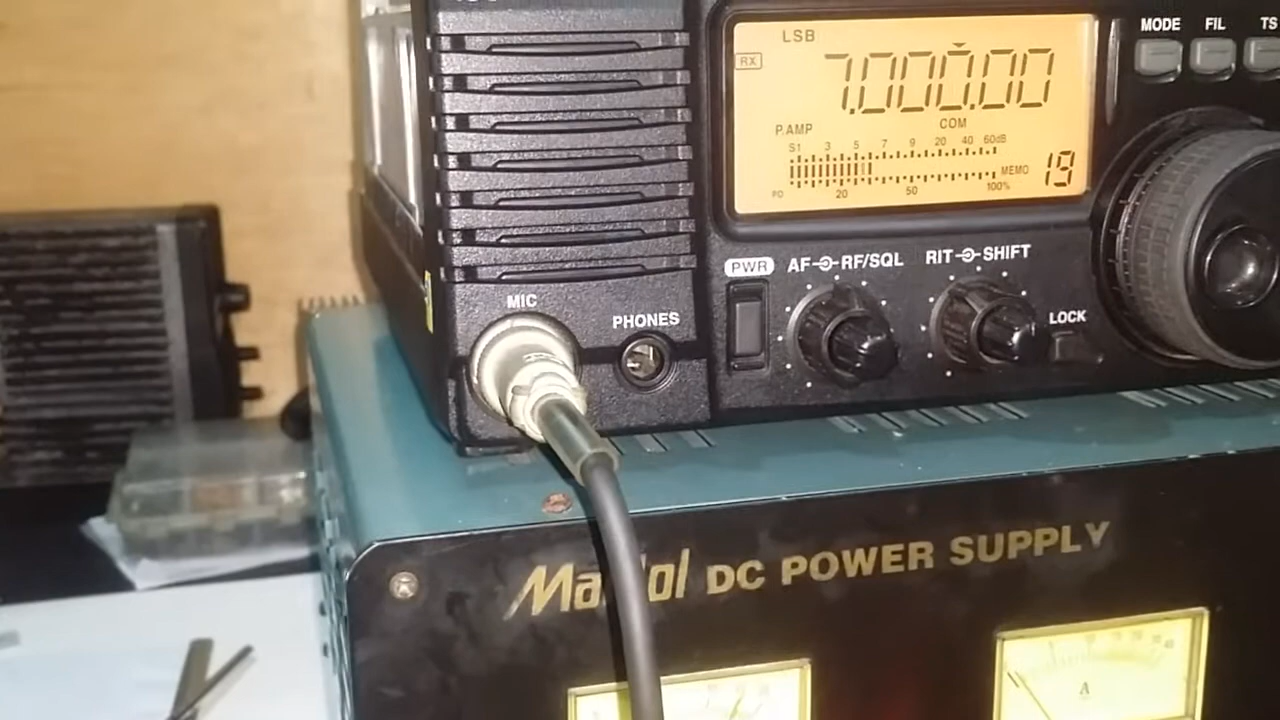 LSB
RX
7.000.00
P.AMP
COM
S1 3 5 7 9 20 40 60dB
PO 20 50 100%
MEMO 19
MODE FIL TS
PWR
AF RF/SQL
RIT SHIFT
LOCK
MIC
PHONES
DC POWER SUPPLY
A